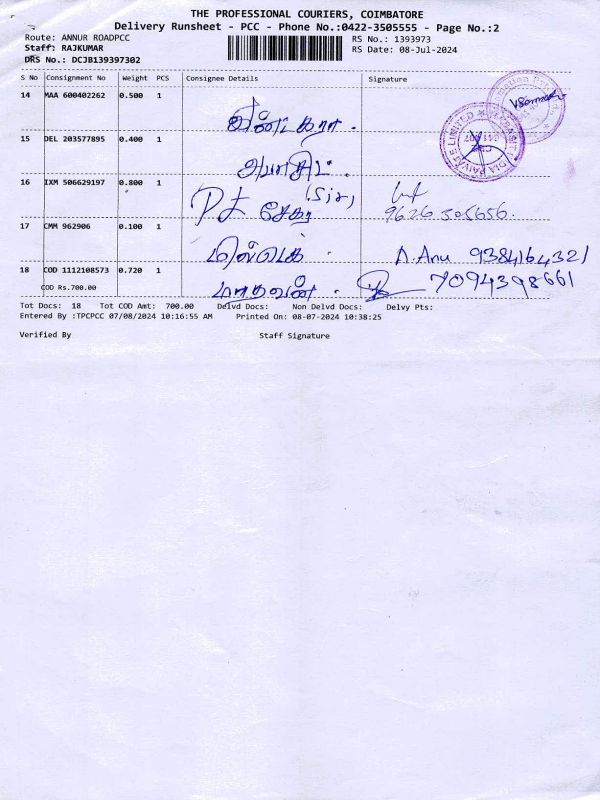 THE PROFESSIONAL COURIERS, COIMBATORE
Delivery Runsheet - PCC - Phone No.:0422-3505555 - Page No.:2
Route: ANNUR ROADPCC
RS No.: 1393973
Staff: RAJKUMAR
RS Date: 08-Jul-2024
DRS No.: DCJB139397302
S No Consignment No Weight PCS Consignee Details Signature
14 MAA 600402262 0.500 1
15 DEL 203577895 0.400 1
16 IXM 506629197 0.800 1 (Sir)
சேகர 9626505656.
17 CMM 962906 0.100 1
A. Anu 9384164321
18 COD 1112108573 0.720 1
COD Rs.700.00
மாதவன் . 7094398661
Tot Docs: 18 Tot COD Amt: 700.00 Delvd Docs: Non Delvd Docs: Delvy Pts:
Entered By :TPCPCC 07/08/2024 10:16:55 AM Printed On: 08-07-2024 10:38:25
Verified By Staff Signature